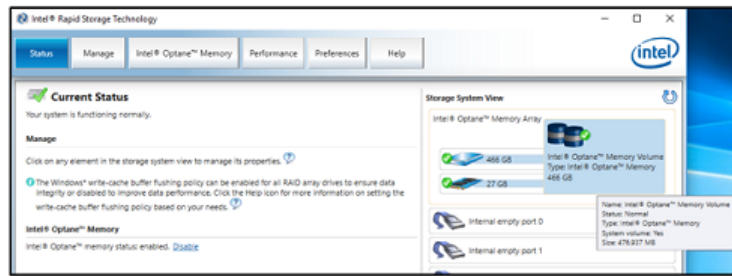 Intel® Rapid Storage Technology
Status
Manage
Intel® Optane™ Memory
Performance
Preferences
Help
intel
Current Status
Your system is functioning normally.
Manage
Click on any element in the storage system view to manage its properties.
The Windows* write-cache buffer flushing policy can be enabled for all RAID array drives to ensure data
integrity or disabled to improve data performance. Click the Help icon for more information on setting the
write-cache buffer flushing policy based on your needs.
Intel® Optane™ Memory
Intel® Optane™ memory status: enabled. Disable
Storage System View
Intel® Optane™ Memory Array
466 GB
27 GB
Intel® Optane™ Memory Volume
Type: Intel® Optane™ Memory
466 GB
Name: Intel® Optane™ Memory Volume
Status: Normal
Type: Intel® Optane™ Memory
System volume: Yes
Size: 476937 MB
Internal empty port 0
Internal empty port 1